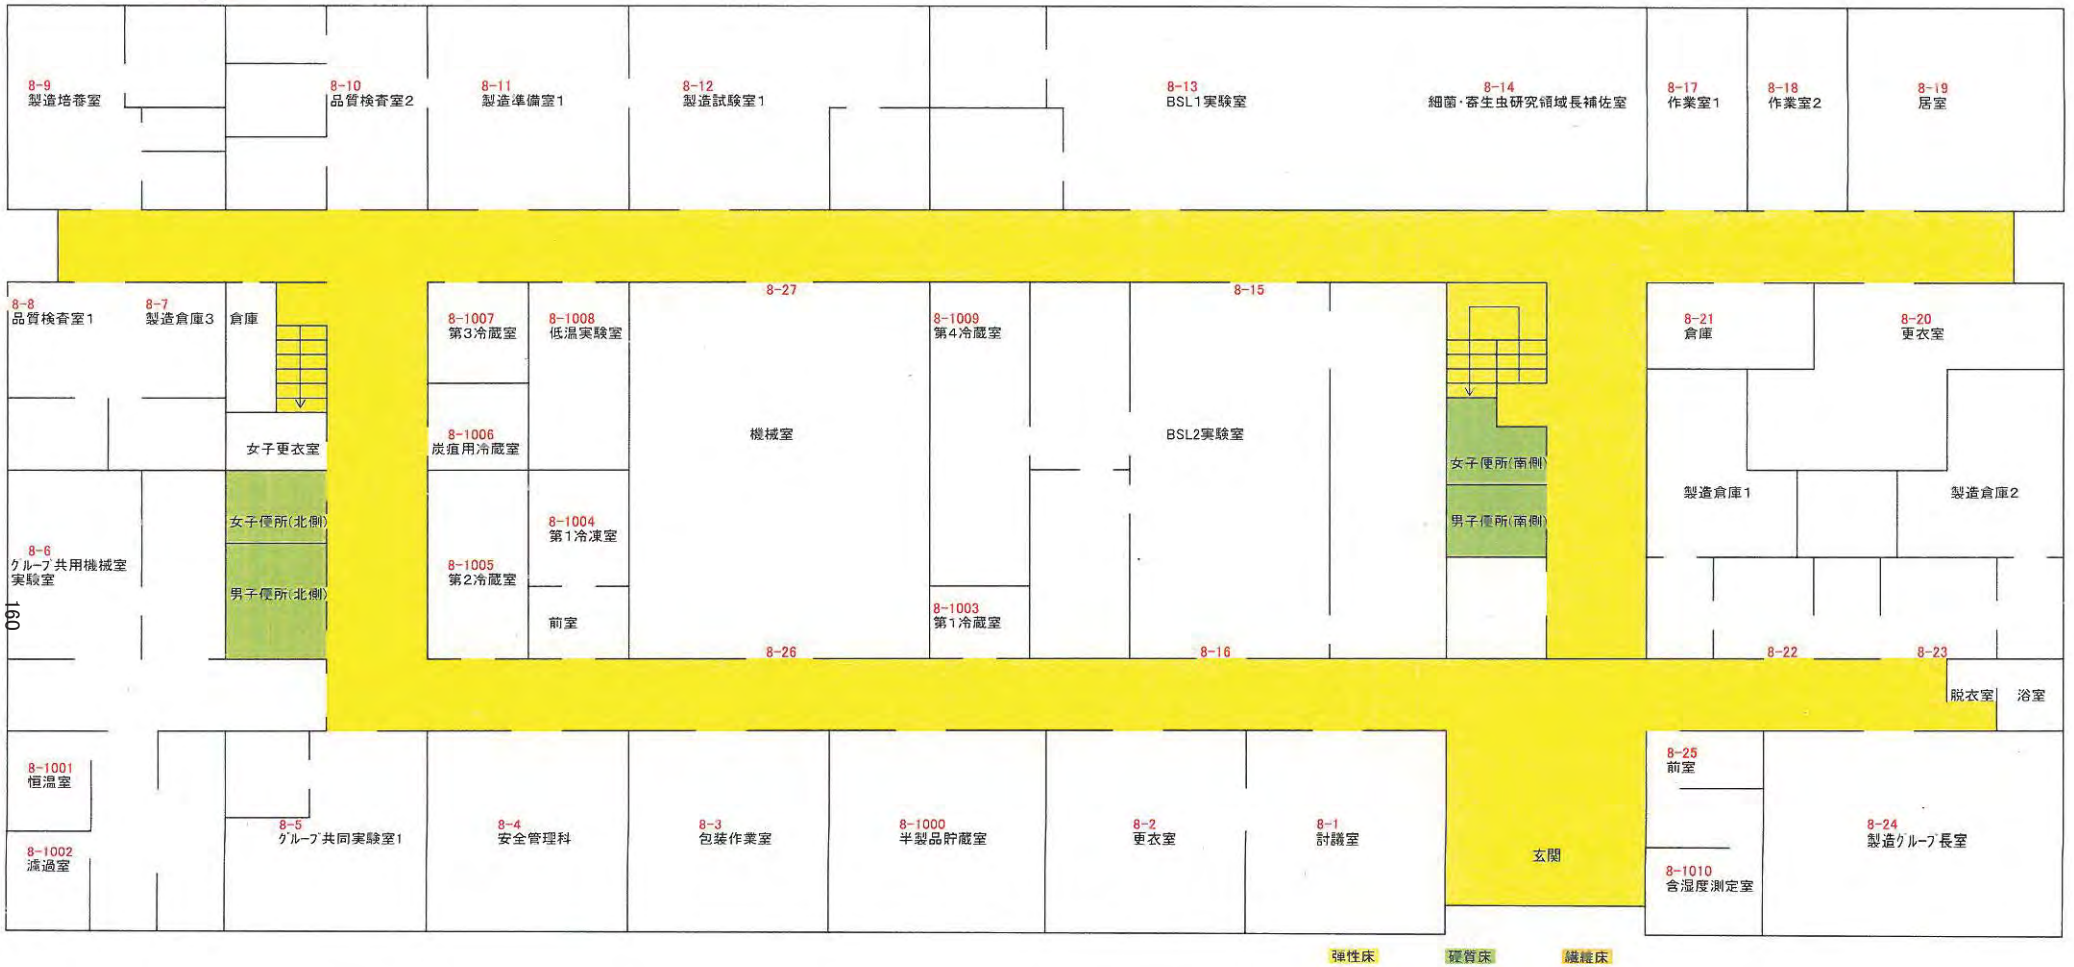 8-9
製造培養室
8-10
品質検査室2
8-11
製造準備室1
8-12
製造試験室1
8-13
BSL1実験室
8-14
細菌・寄生虫研究領域長補佐室
8-17
作業室1
8-18
作業室2
8-19
居室
8-8
品質検査室1
8-7
製造倉庫3
倉庫
8-1007
第3冷蔵室
8-1008
低温実験室
8-27
8-1009
第4冷蔵室
8-15
8-21
倉庫
8-20
更衣室
女子更衣室
8-1006
炭疽用冷蔵室
機械室
BSL2実験室
女子便所(南側)
製造倉庫1
製造倉庫2
女子便所(北側)
8-1004
第1冷凍室
男子便所(南側)
8-6
グループ共用機械室
実験室
8-1005
第2冷蔵室
男子便所(北側)
160
前室
8-1003
第1冷蔵室
8-26
8-16
8-22
8-23
脱衣室
浴室
8-1001
恒温室
8-25
前室
8-5
グループ共同実験室1
8-4
安全管理科
8-3
包装作業室
8-1000
半製品貯蔵室
8-2
更衣室
8-1
討議室
玄関
8-24
製造グループ長室
8-1002
濾過室
8-1010
含湿度測定室
弾性床
硬質床
繊維床